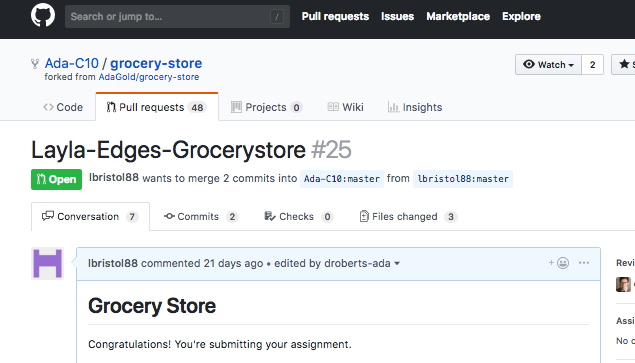 Search or jump to... / Pull requests Issues Marketplace Explore
Ada-C10 / grocery-store
forked from AdaGold/grocery-store
Watch 2
Code Pull requests 48 Projects 0 Wiki Insights
Layla-Edges-Grocerystore #25
Open lbristol88 wants to merge 2 commits into Ada-C10:master from lbristol88:master
Conversation 7 Commits 2 Checks 0 Files changed 3
lbristol88 commented 21 days ago • edited by droberts-ada + ...
Revi
Grocery Store
Assi
Congratulations! You're submitting your assignment.
No c